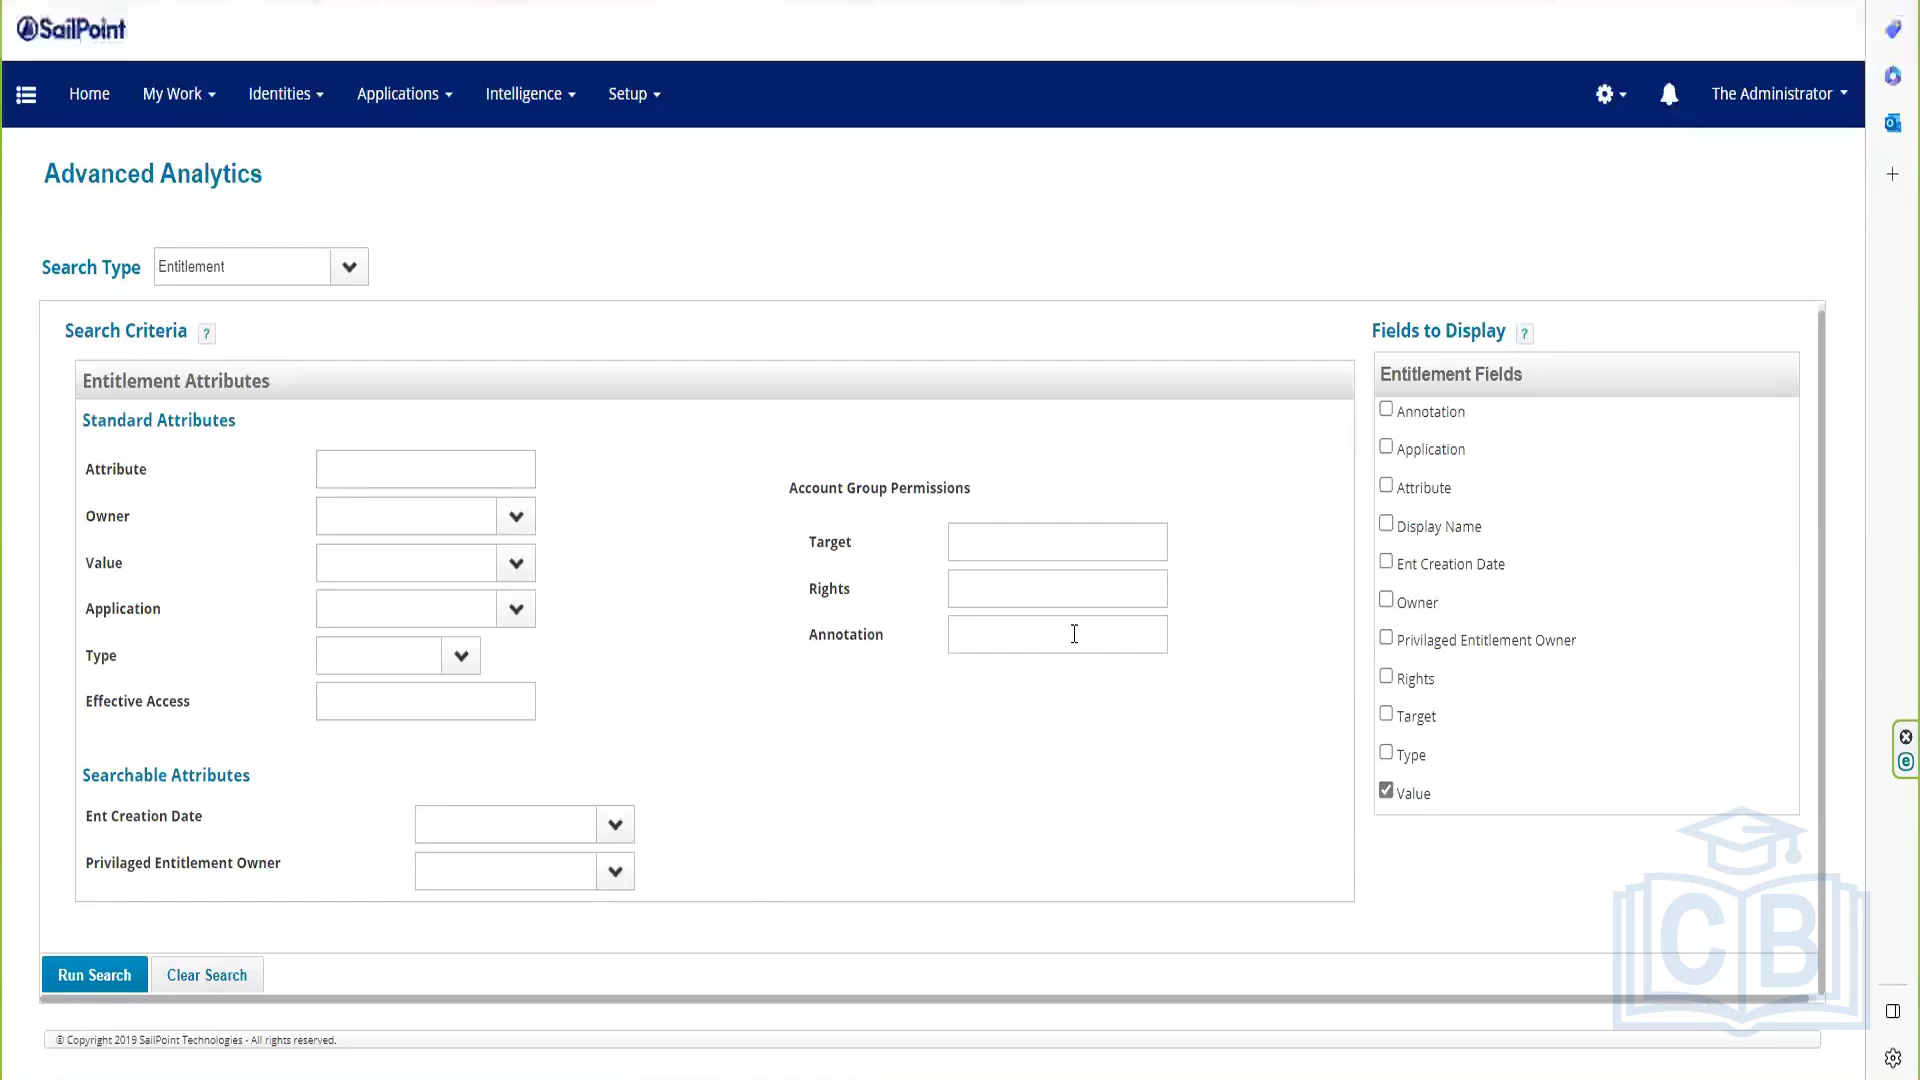 SailPoint
Home My Work Identities Applications Intelligence Setup The Administrator
Advanced Analytics
Search Type Entitlement
Search Criteria ?
Fields to Display ?
Entitlement Attributes
Entitlement Fields
Standard Attributes
Attribute
Owner
Value
Application
Type
Effective Access
Account Group Permissions
Target
Rights
Annotation
Searchable Attributes
Ent Creation Date
Privilaged Entitlement Owner
Annotation
Application
Attribute
Display Name
Ent Creation Date
Owner
Privilaged Entitlement Owner
Rights
Target
Type
Value
CB
Run Search Clear Search
© Copyright 2019 SailPoint Technologies - All rights reserved.